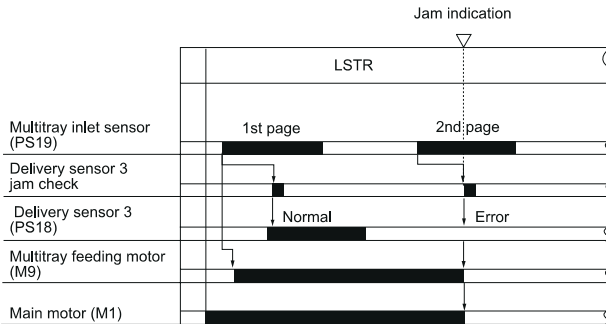 Jam indication
LSTR
Multitray inlet sensor
(PS19)
1st page
2nd page
Delivery sensor 3
jam check
Delivery sensor 3
(PS18)
Normal
Error
Multitray feeding motor
(M9)
Main motor (M1)